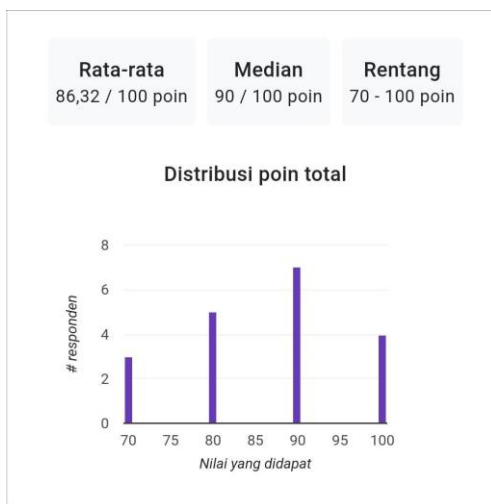 Rata-rata
86,32 / 100 poin
Median
90 / 100 poin
Rentang
70 - 100 poin
Distribusi poin total
8
6
4
2
0
# responden
70 75 80 85 90 95 100
Nilai yang didapat